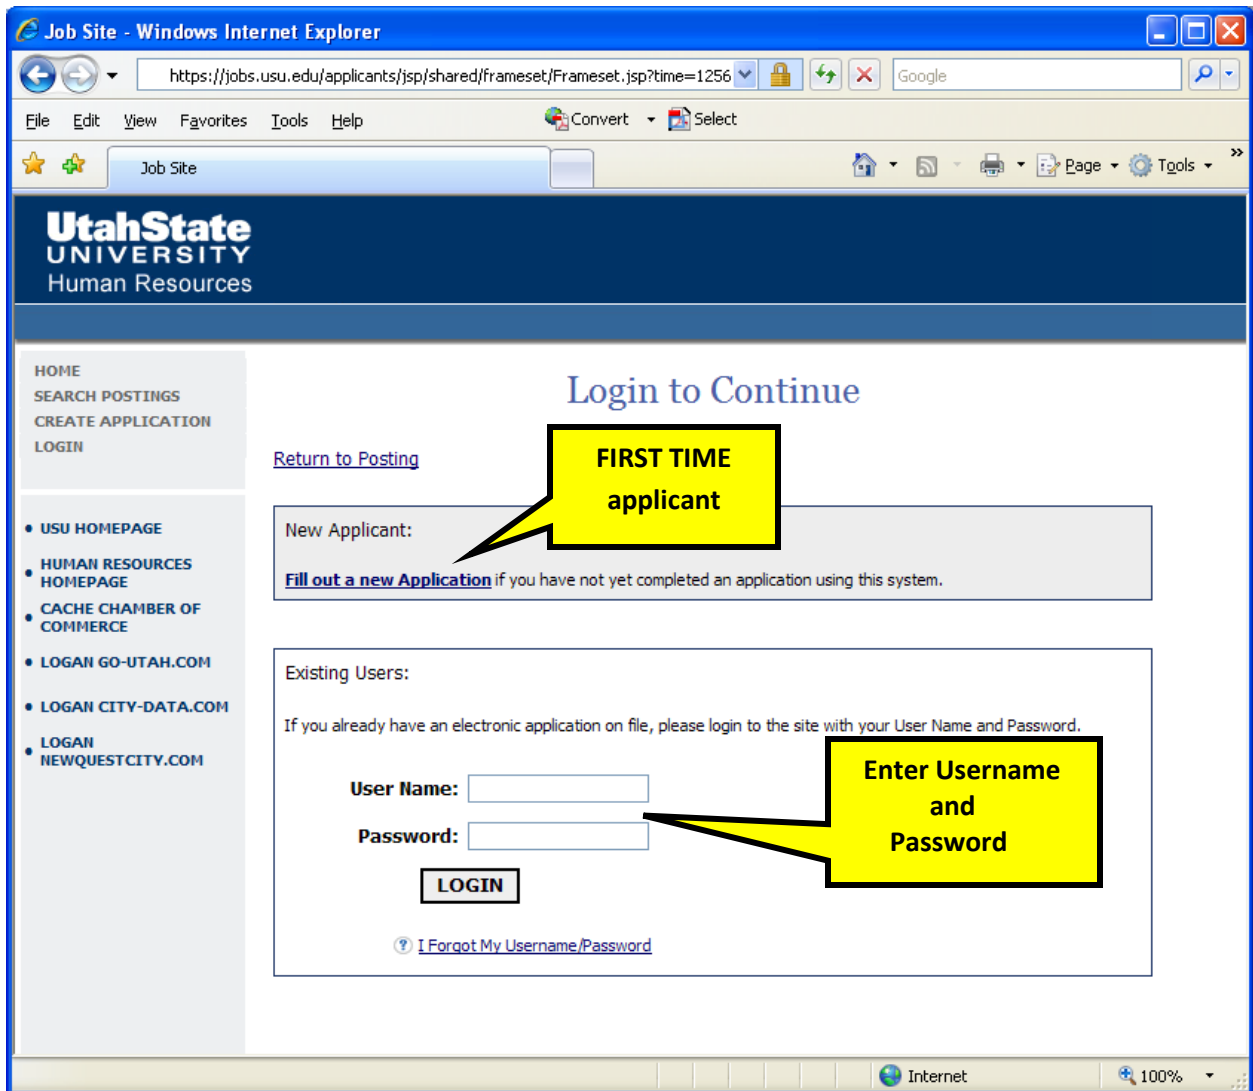 Job Site - Windows Internet Explorer
https://jobs.usu.edu/applicants/jsp/shared/frameset/Frameset.jsp?time=1256
Google
File Edit View Favorites Tools Help
Convert Select
Job Site
Page Tools »
UtahState
UNIVERSITY
Human Resources
HOME
SEARCH POSTINGS
CREATE APPLICATION
LOGIN
• USU HOMEPAGE
• HUMAN RESOURCES
HOMEPAGE
• CACHE CHAMBER OF
COMMERCE
• LOGAN GO-UTAH.COM
• LOGAN CITY-DATA.COM
• LOGAN
NEWQUESTCITY.COM
Login to Continue
Return to Posting
FIRST TIME
applicant
New Applicant:
Fill out a new Application if you have not yet completed an application using this system.
Existing Users:
If you already have an electronic application on file, please login to the site with your User Name and Password.
User Name:
Password:
Enter Username
and
Password
LOGIN
? I Forgot My Username/Password
Internet
100%